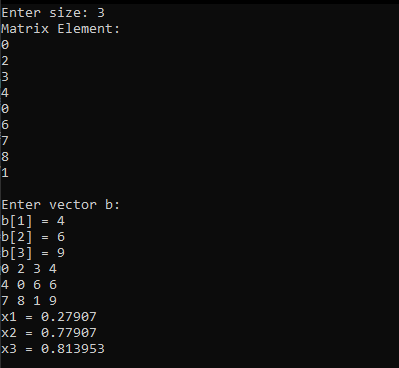 Enter size: 3
Matrix Element:
0
2
3
4
0
6
7
8
1
Enter vector b:
b[1] = 4
b[2] = 6
b[3] = 9
0 2 3 4
4 0 6 6
7 8 1 9
x1 = 0.27907
x2 = 0.77907
x3 = 0.813953